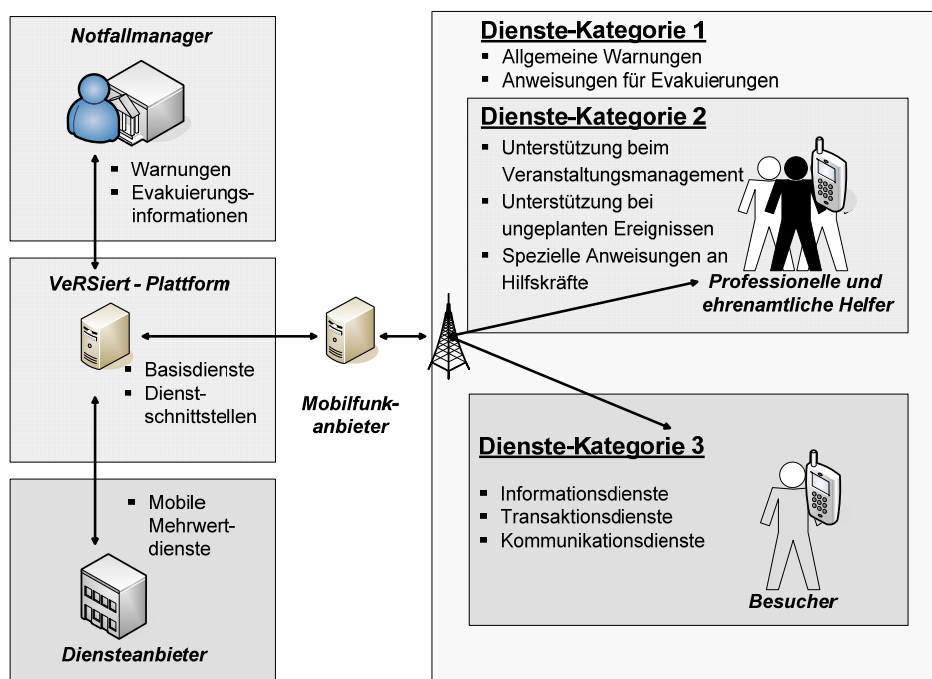 Notfallmanager
▪ Warnungen
▪ Evakuierungs-
informationen
VeRSiert - Plattform
▪ Basisdienste
▪ Dienst-
schnittstellen
▪ Mobile
Mehrwert-
dienste
Diensteanbieter
Mobilfunk-
anbieter
Dienste-Kategorie 1
▪ Allgemeine Warnungen
▪ Anweisungen für Evakuierungen
Dienste-Kategorie 2
▪ Unterstützung beim
Veranstaltungsmanagement
▪ Unterstützung bei
ungeplanten Ereignissen
▪ Spezielle Anweisungen an
Hilfskräfte
Professionelle und
ehrenamtliche Helfer
Dienste-Kategorie 3
▪ Informationsdienste
▪ Transaktionsdienste
▪ Kommunikationsdienste
Besucher